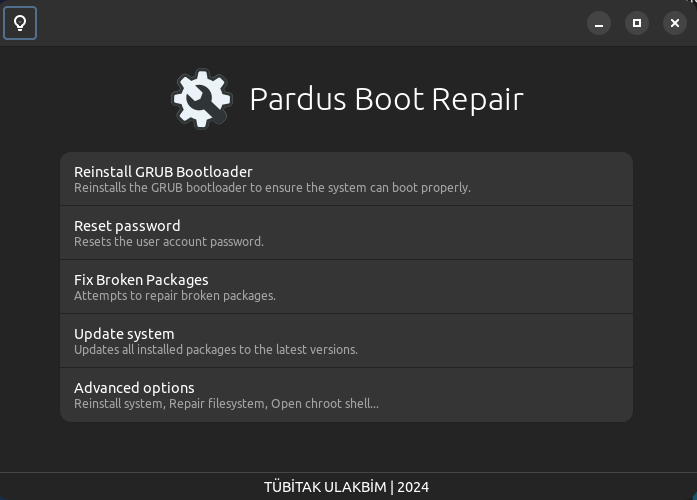 Pardus Boot Repair
Reinstall GRUB Bootloader
Reinstalls the GRUB bootloader to ensure the system can boot properly.
Reset password
Resets the user account password.
Fix Broken Packages
Attempts to repair broken packages.
Update system
Updates all installed packages to the latest versions.
Advanced options
Reinstall system, Repair filesystem, Open chroot shell...
TÜBİTAK ULAKBİM | 2024